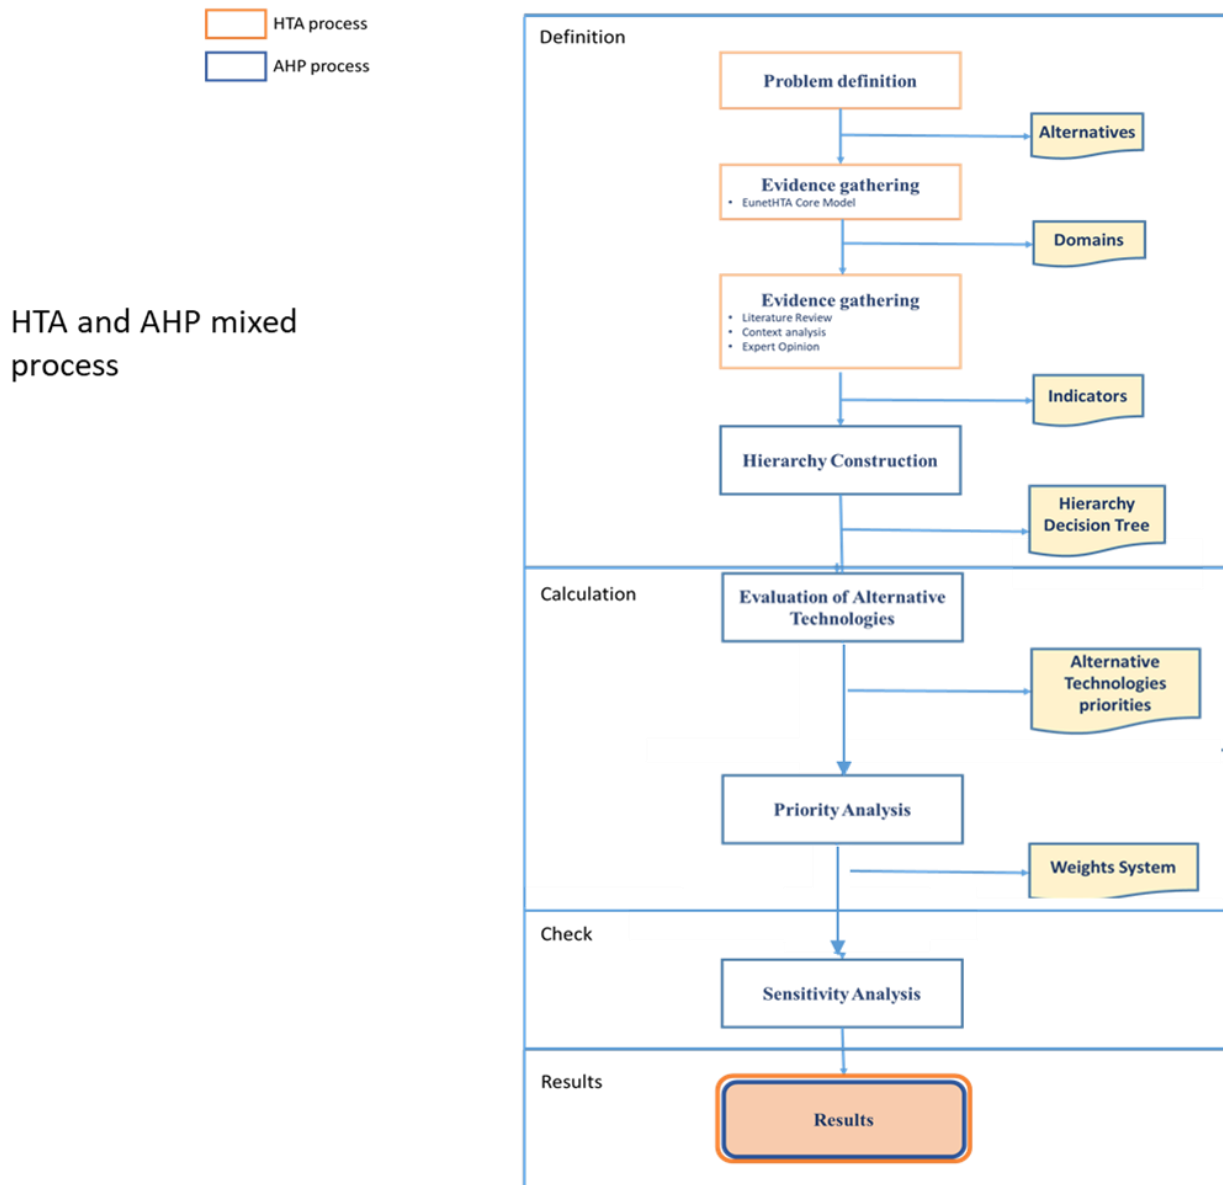 HTA process
AHP process
HTA and AHP mixed
process
Definition
Problem definition
Alternatives
Evidence gathering
• EunetHTA Core Model
Domains
Evidence gathering
• Literature Review
• Context analysis
• Expert Opinion
Indicators
Hierarchy Construction
Hierarchy
Decision Tree
Calculation
Evaluation of Alternative
Technologies
Alternative
Technologies
priorities
Priority Analysis
Weights System
Check
Sensitivity Analysis
Results
Results